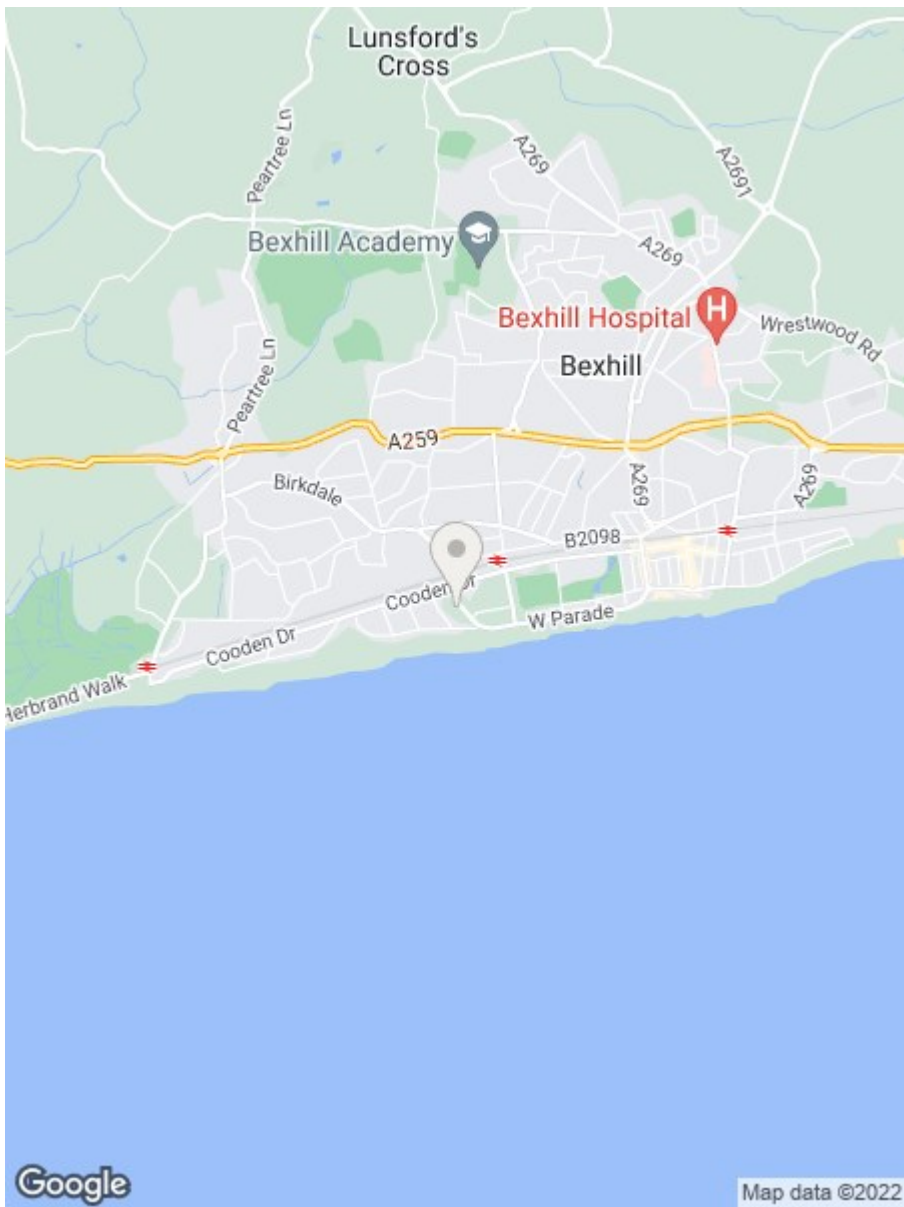 Lunsford's
Cross
Peartree Ln
A269
A2691
Bexhill Academy
A269
Bexhill Hospital
H
Wrestwood Rd
Bexhill
Peartree Ln
A259
Birkdale
A269
A269
B2098
Cooden Dr
W Parade
Cooden Dr
Herbrand Walk
Google
Map data ©2022